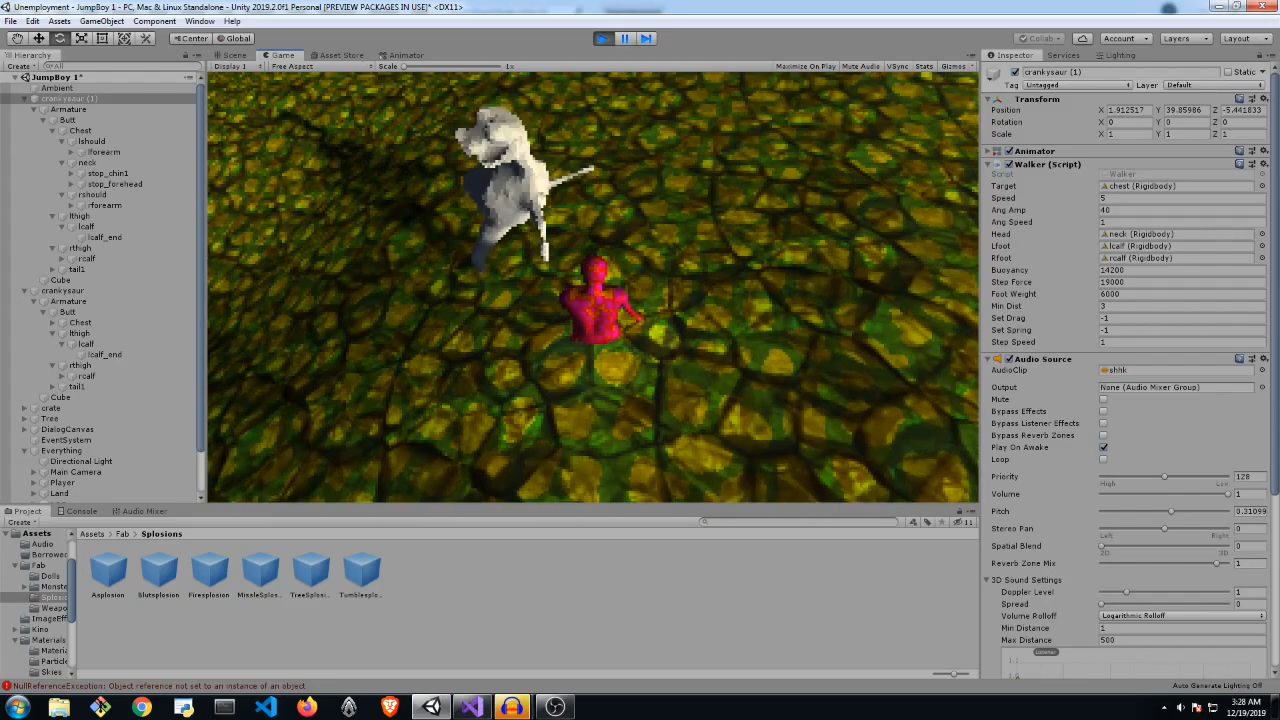 Unemployment - JumpBoy 1 - PC, Mac & Linux Standalone - Unity 2019.2.0f1 Personal [PREVIEW PACKAGES IN USE]* <DX11>
File Edit Assets GameObject Component Window Help
Center Global Collab Account Layers Layout
Hierarchy Scene Game Asset Store Animator Inspector Services Lighting
Create All Display 1 Free Aspect Scale 1x Maximize On Play Mute Audio VSync Stats Gizmos
crankysaur (1) Static
Tag Untagged Layer Default
JumpBoy 1*
Ambient
crankysaur (1)
Armature
Butt
Chest
lshould
lforearm
neck
stop_chin1
stop_forehead
rshould
rforearm
lthigh
lcalf
lcalf_end
rthigh
rcalf
tail1
Cube
crankysaur
Armature
Butt
Chest
lthigh
lcalf
lcalf_end
rthigh
rcalf
tail1
Cube
crate
Tree
DialogCanvas
EventSystem
Everything
Directional Light
Main Camera
Player
Land
Transform
Position X 1.912517 Y 39.85986 Z -5.441833
Rotation X 0 Y 0 Z 0
Scale X 1 Y 1 Z 1
Animator
Walker (Script)
Script Walker
Target chest (Rigidbody)
Speed 5
Ang Amp 40
Ang Speed 1
Head neck (Rigidbody)
Lfoot lcalf (Rigidbody)
Rfoot rcalf (Rigidbody)
Buoyancy 14200
Step Force 19000
Foot Weight 6000
Min Dist 3
Set Drag -1
Set Spring -1
Step Speed 1
Audio Source
AudioClip shhk
Output None (Audio Mixer Group)
Mute
Bypass Effects
Bypass Listener Effects
Bypass Reverb Zones
Play On Awake
Loop
Priority 128
High Low
Volume 1
Pitch 0.31099
Stereo Pan 0
Left Right
Spatial Blend 0
2D 3D
Reverb Zone Mix 1
3D Sound Settings
Doppler Level 1
Spread 0
Volume Rolloff Logarithmic Rolloff
Min Distance 1
Max Distance 500
Listener
1.1
1
Project Console Audio Mixer
Create 11
Assets
Audio
Borrowe
Fab
Dolls
Monste
Splosio
Weapo
ImageEff
Kino
Materials
Materia
Particle
Skies
Assets Fab Splosions
Asplosion Blutsplosion Firesplosion MissleSplos... TreeSplosi... Tumblesplo...
NullReferenceException: Object reference not set to an instance of an object
Auto Generate Lighting Off
3:28 AM
12/19/2019